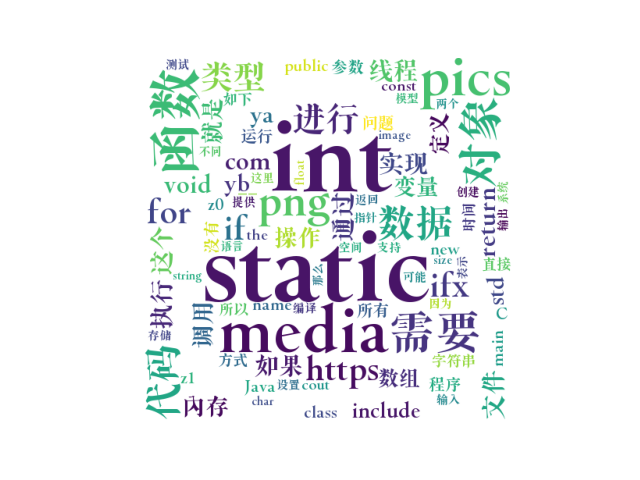 测试
public
参数
线程
pics
const
模型
两个
函数
类型
就是
如下
不同
ya
运行
进行
问题
image
定义
对象
int
com
实现
这里
float
yb
变量
创建
系统
void
z0
提供
png
返回
指针
时间
输出
for
if
没有
the
语言
操作
通过
数据
return
这个
static
空间
支持
那么
new
size
表示
直接
可能
ifx
std
string
执行
存储
调用
所以
name
编译
所有
因为
C
media
需要
main
代码
z1
方式
如果
https
数组
字符串
程序
文件
Java
设置
cout
内存
char
class
include
输入